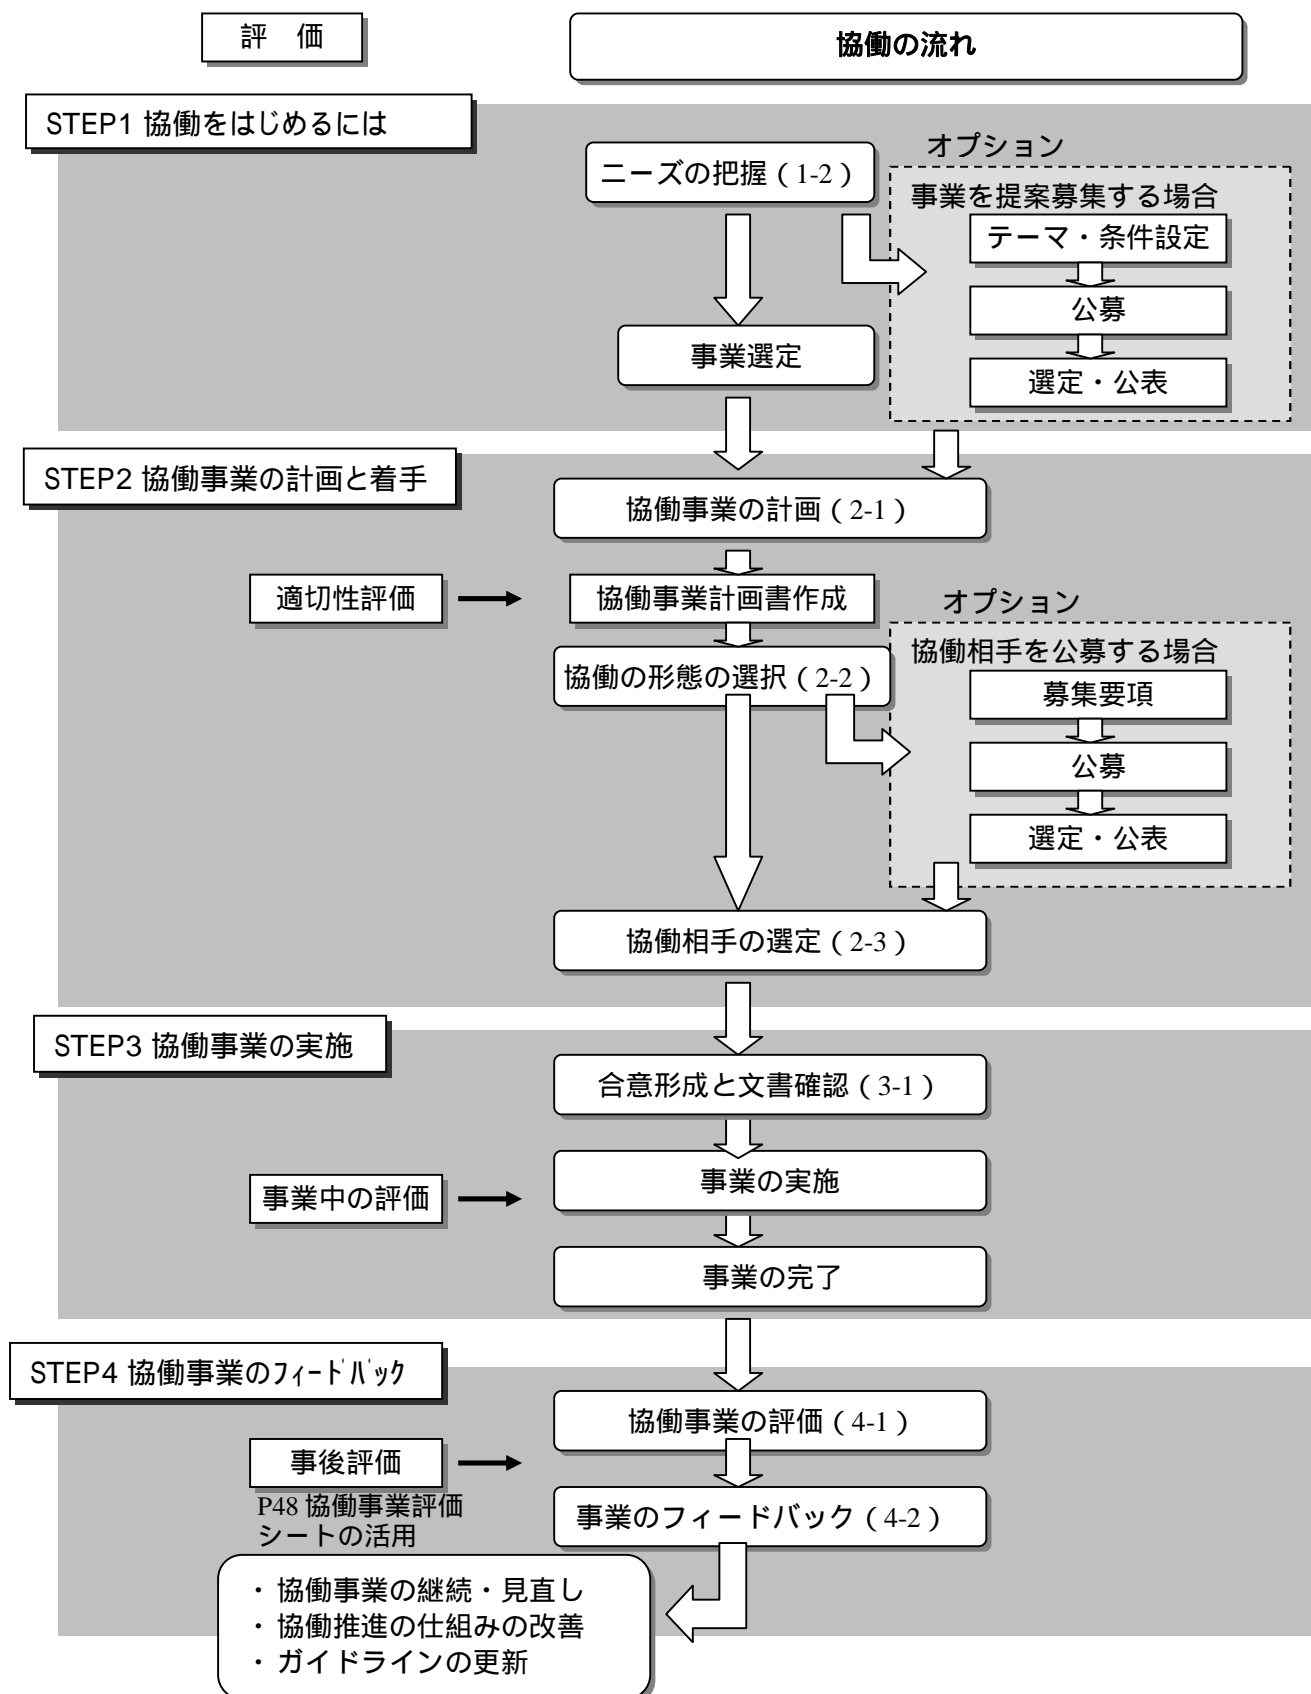 評　価
協働の流れ
STEP1 協働をはじめるには
ニーズの把握（1-2）
オプション
事業を提案募集する場合
テーマ・条件設定
公募
選定・公表
事業選定
STEP2 協働事業の計画と着手
協働事業の計画（2-1）
適切性評価
協働事業計画書作成
協働の形態の選択（2-2）
オプション
協働相手を公募する場合
募集要項
公募
選定・公表
協働相手の選定（2-3）
STEP3 協働事業の実施
合意形成と文書確認（3-1）
事業中の評価
事業の実施
事業の完了
STEP4 協働事業のﾌｨｰﾄﾞﾊﾞｯｸ
協働事業の評価（4-1）
事後評価
P48 協働事業評価
シートの活用
事業のフィードバック（4-2）
・ 協働事業の継続・見直し
・ 協働推進の仕組みの改善
・ ガイドラインの更新